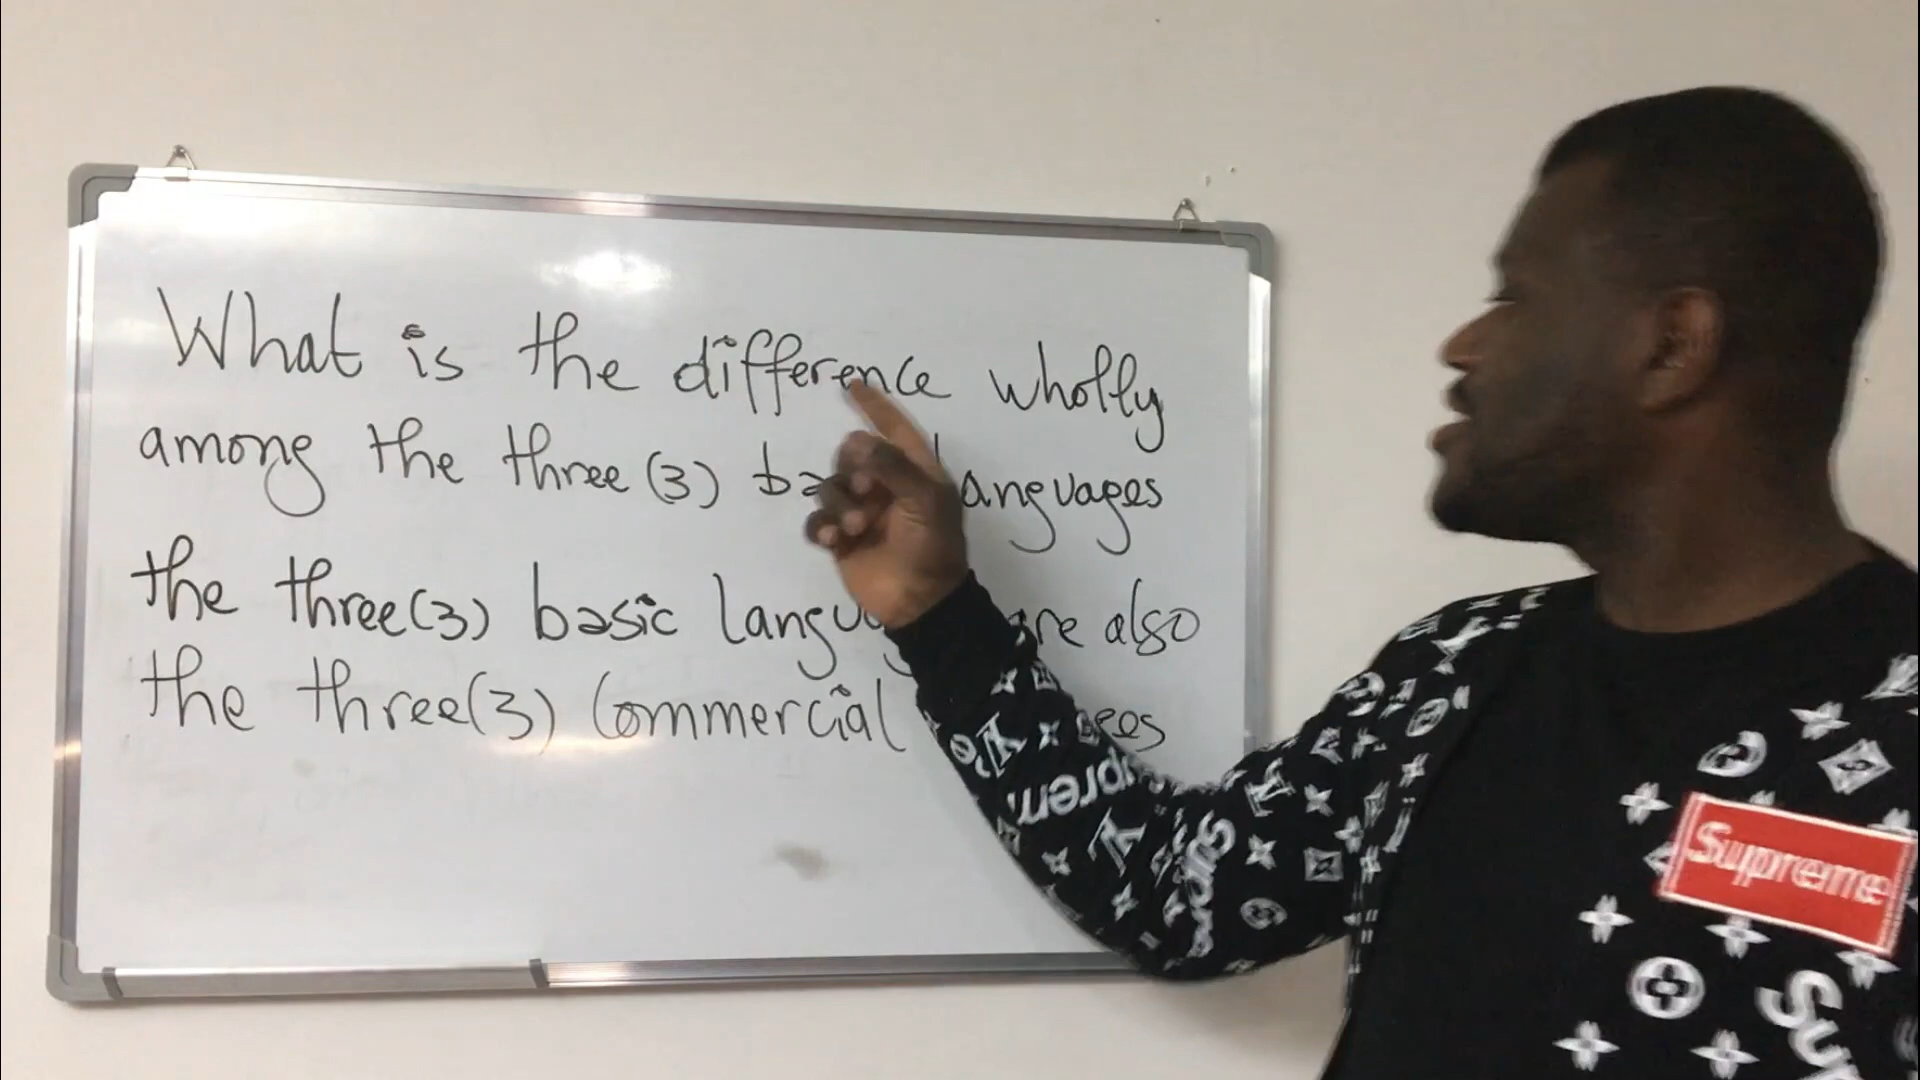 What is the difference wholly
among the three (3) languages
the three (3) basic are also
the three (3) Commercial
Supreme